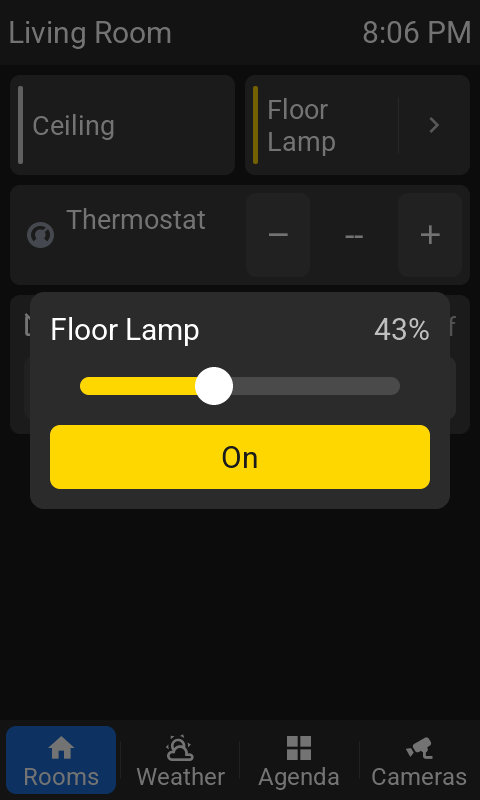 Living Room 8:06 PM
Ceiling
Floor
Lamp
Thermostat
− -- +
Floor Lamp 43%
On
Rooms Weather Agenda Cameras